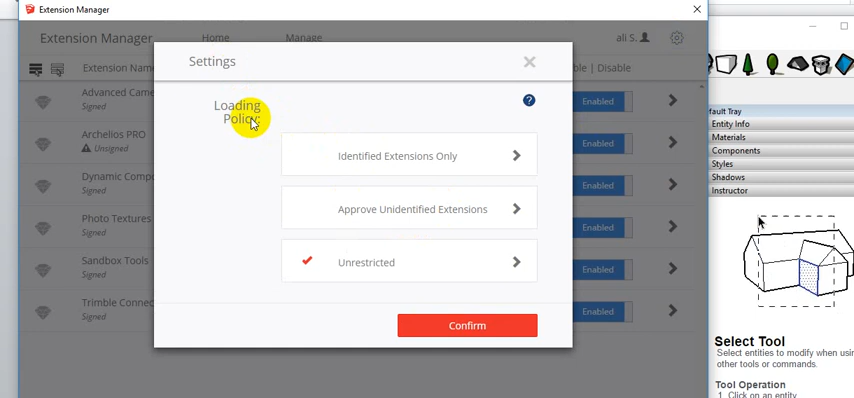 Extension Manager
Extension Manager Home Manage ali S.
Extension Name Enable | Disable
Settings
Loading
Policy:
Advanced Came
Signed
Enabled
Archelios PRO
Unsigned
Enabled
Identified Extensions Only
Dynamic Compo
Signed
Enabled
Approve Unidentified Extensions
Photo Textures
Signed
Enabled
Sandbox Tools
Signed
Enabled
Unrestricted
Trimble Connec
Signed
Enabled
Confirm
fault Tray
Entity Info
Materials
Components
Styles
Shadows
Instructor
Select Tool
Select entities to modify when usin
other tools or commands.
Tool Operation
1. Click on an entity